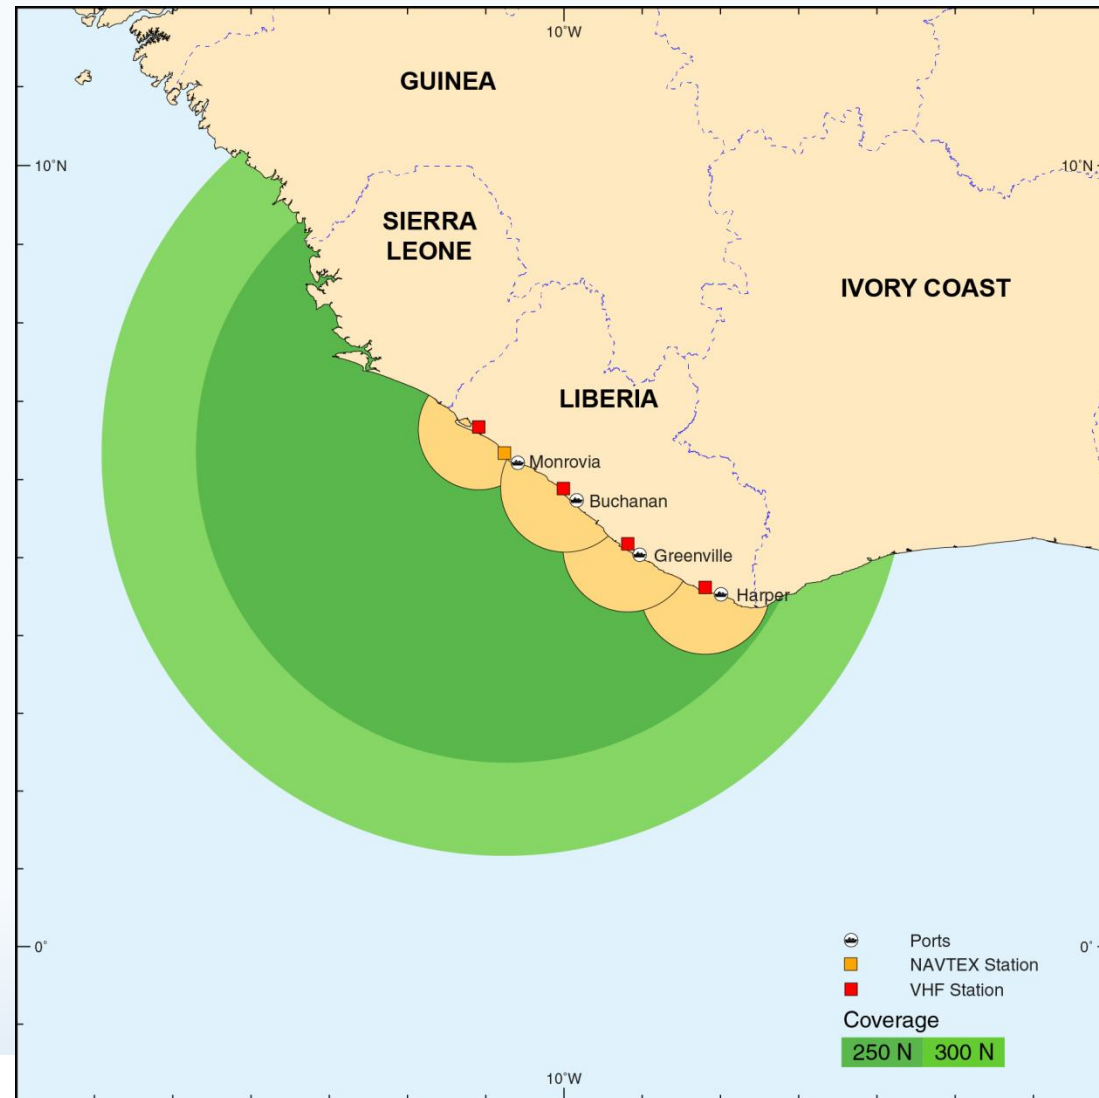 10°W
GUINEA
10°N
10°N
SIERRA
LEONE
IVORY COAST
LIBERIA
Monrovia
Buchanan
Greenville
Harper
0°
0°
Ports
NAVTEX Station
VHF Station
Coverage
250 N 300 N
10°W